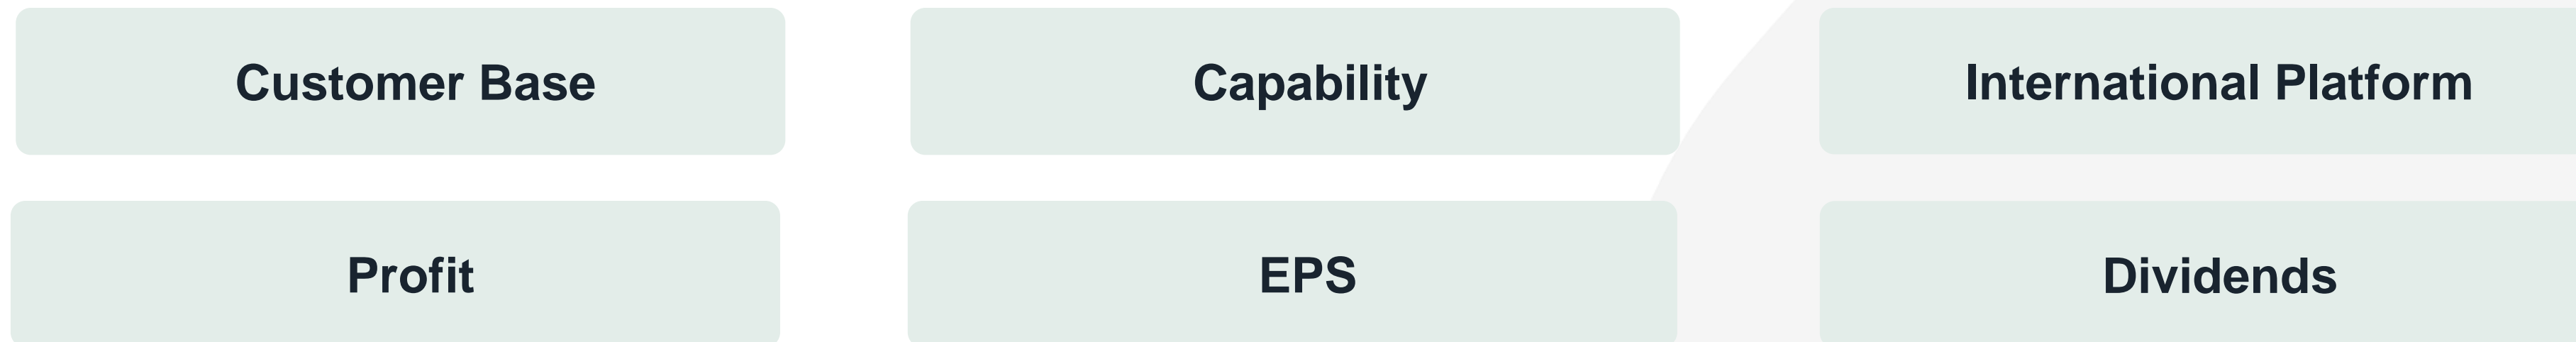 Customer Base
Capability
International Platform
Profit
EPS
Dividends